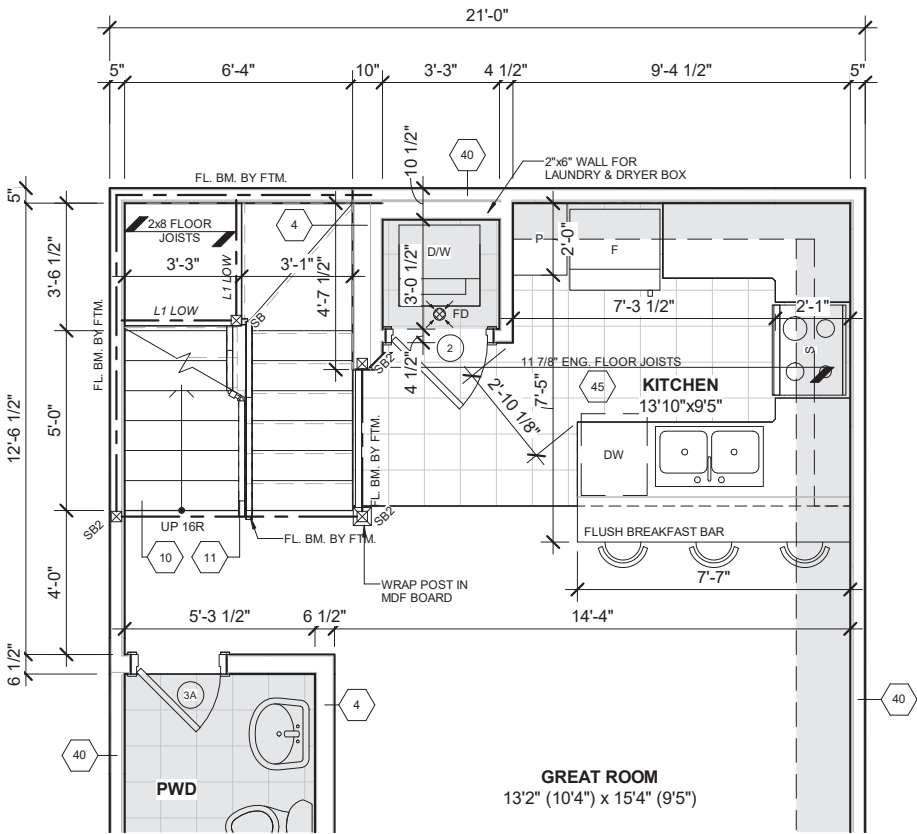 21'-0"
5"
6'-4"
10"
3'-3"
4 1/2"
9'-4 1/2"
5"
10 1/2"
40
2"x6" WALL FOR
LAUNDRY & DRYER BOX
FL. BM. BY FTM.
5"
3'-6 1/2"
12'-6 1/2"
5'-0"
4'-0"
6 1/2"
FL. BM. BY FTM.
2x8 FLOOR
JOISTS
3'-3"
3'-1"
L1 LOW
L1 LOW
SB
4
4'-7 1/2"
D/W
3'-0 1/2"
FD
4 1/2"
2
P
2'-0"
F
7'-3 1/2"
2'-1"
S
SB2
11 7/8" ENG. FLOOR JOISTS
2'-10 1/8"
7'-5"
45
KITCHEN
13'10"x9'5"
DW
FL. BM. BY FTM.
UP 16R
SB2
SB2
10
11
FL. BM. BY FTM.
FLUSH BREAKFAST BAR
7'-7"
WRAP POST IN
MDF BOARD
5'-3 1/2"
6 1/2"
14'-4"
3A
4
40
40
PWD
GREAT ROOM
13'2" (10'4") x 15'4" (9'5")